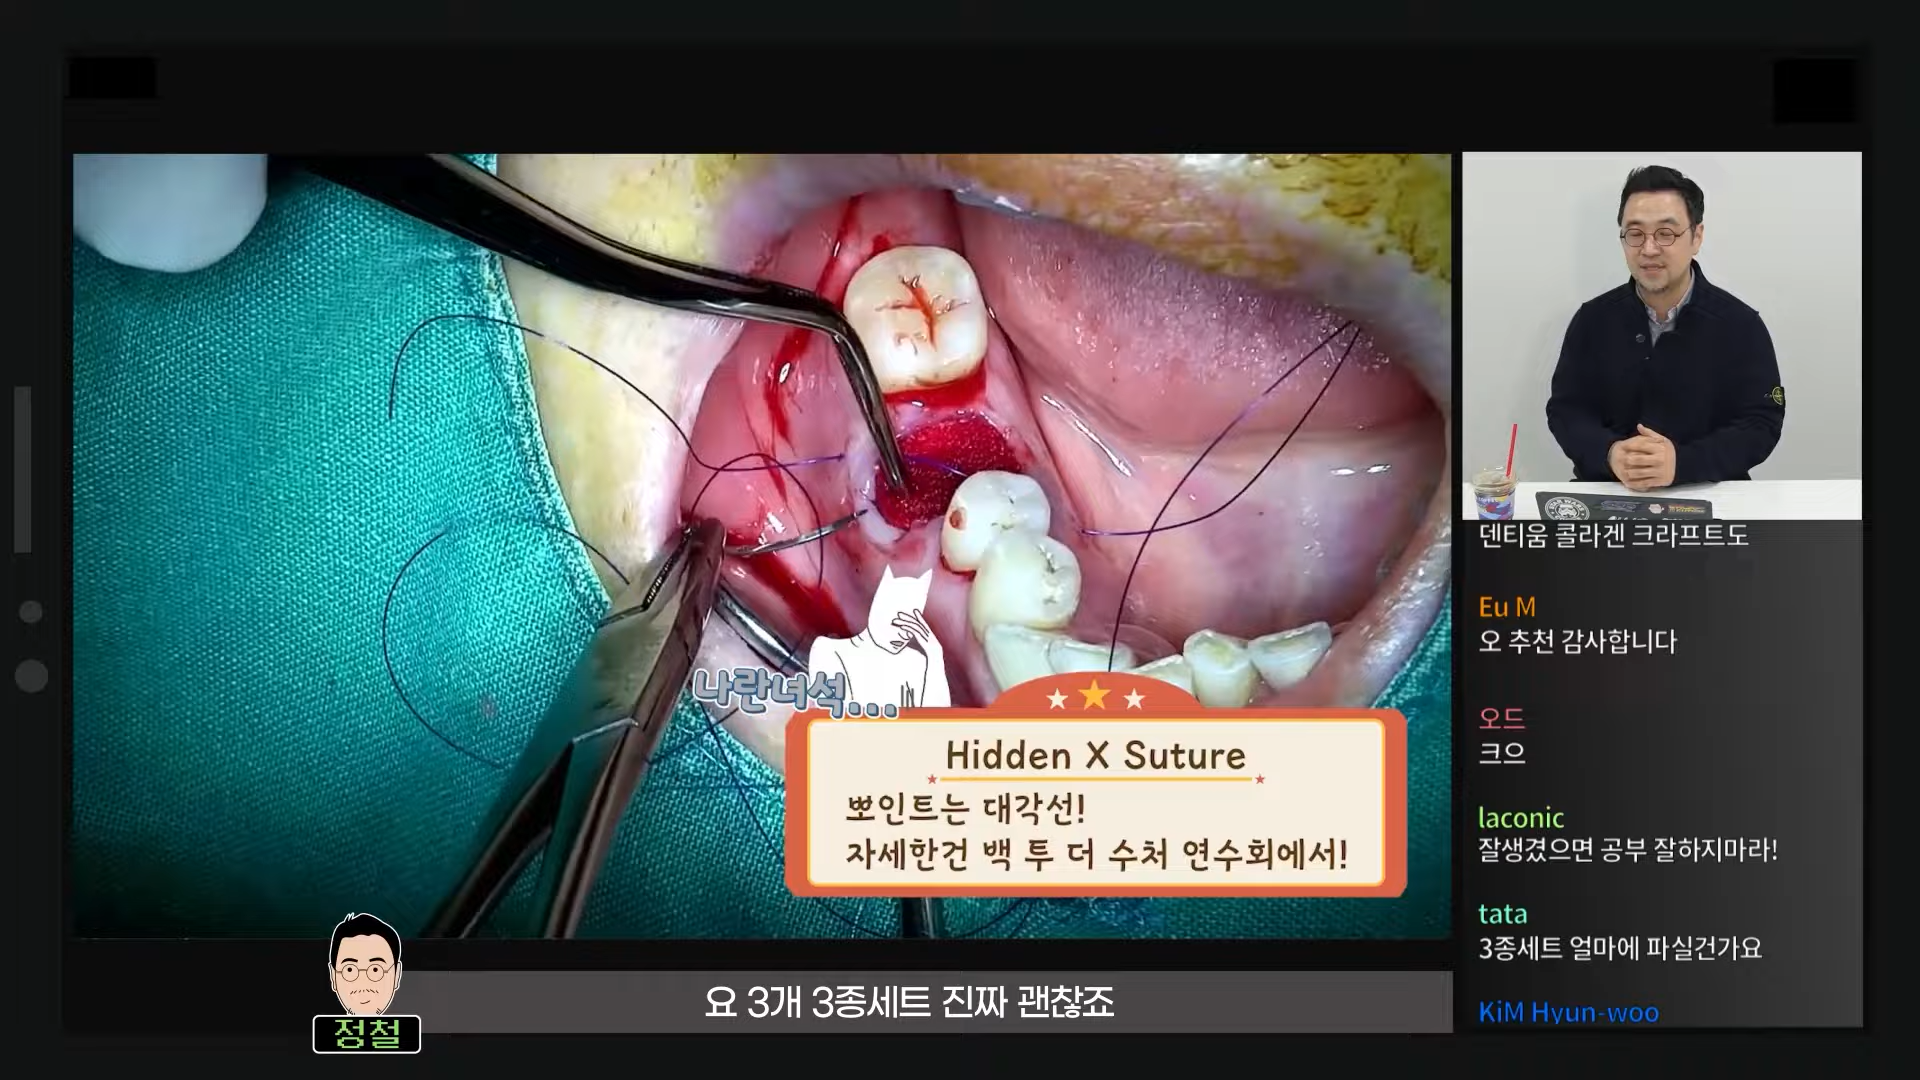 나란녀석...
Hidden X Suture
뽀인트는 대각선!
자세한건 백 투 더 수처 연수회에서!
정철
요 3개 3종세트 진짜 괜찮죠
덴티움 콜라겐 크라프트도
Eu M
오 추천 감사합니다
오드
크으
laconic
잘생겼으면 공부 잘하지마라!
tata
3종세트 얼마에 파실건가요
KiM Hyun-woo